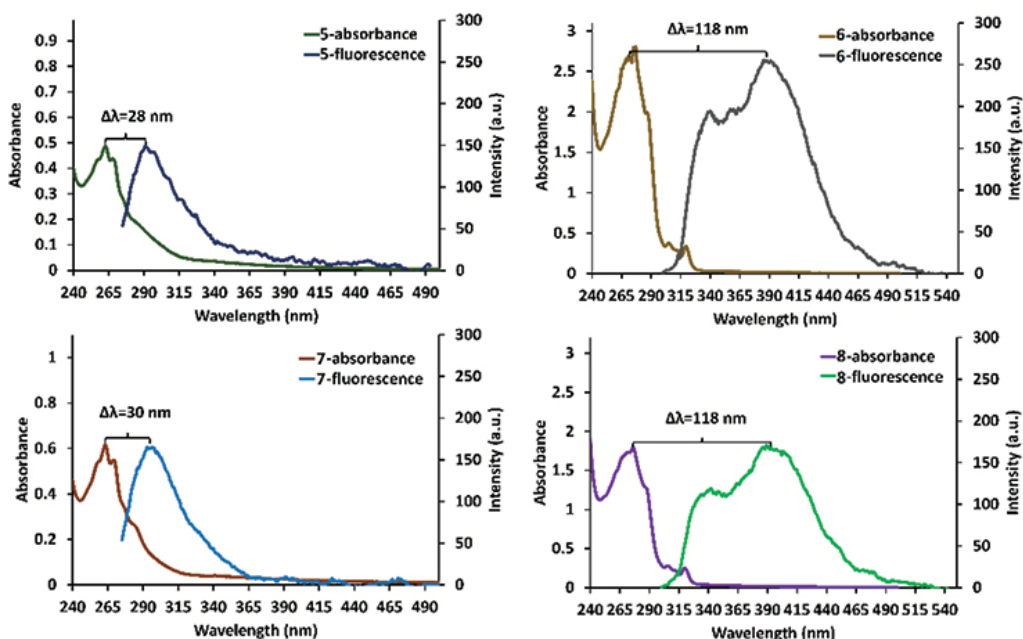 5-absorbance
5-fluorescence
Δλ=28 nm
0.9
0.8
0.7
0.6
0.5
0.4
0.3
0.2
0.1
0
Absorbance
300
250
200
150
100
50
0
Intensity (a.u.)
240 265 290 315 340 365 390 415 440 465 490
Wavelength (nm)
6-absorbance
6-fluorescence
Δλ=118 nm
3
2.5
2
1.5
1
0.5
0
Absorbance
300
250
200
150
100
50
0
Intensity (a.u.)
240 265 290 315 340 365 390 415 440 465 490 515 540
Wavelength (nm)
7-absorbance
7-fluorescence
Δλ=30 nm
1
0.8
0.6
0.4
0.2
0
Absorbance
300
250
200
150
100
50
0
Intensity (a.u.)
240 265 290 315 340 365 390 415 440 465 490
Wavelength (nm)
8-absorbance
8-fluorescence
Δλ=118 nm
3
2.5
2
1.5
1
0.5
0
Absorbance
300
250
200
150
100
50
0
Intensity (a.u.)
240 265 290 315 340 365 390 415 440 465 490 515 540
Wavelength (nm)